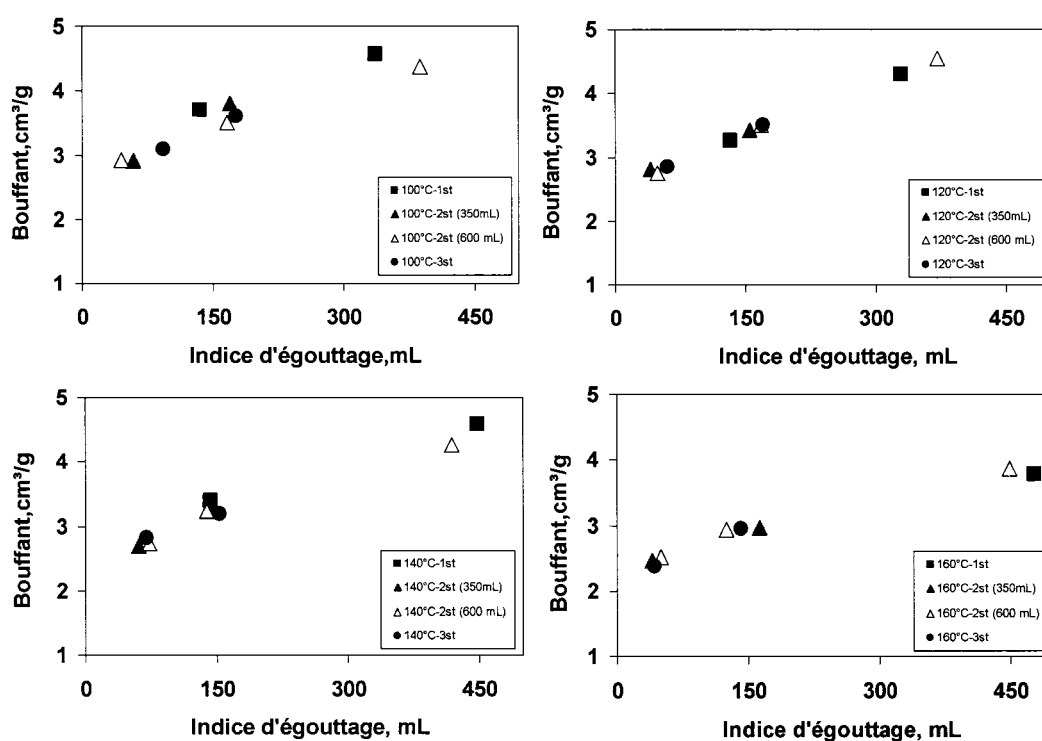 Bouffant,cm³/g
5
4
3
2
1
100°C-1st
100°C-2st (350mL)
100°C-2st (600 mL)
100°C-3st
0 150 300 450
Indice d'égouttage,mL
Bouffant,cm³/g
5
4
3
2
1
120°C-1st
120°C-2st (350mL)
120°C-2st (600 mL)
120°C-3st
0 150 300 450
Indice d'égouttage, mL
Bouffant,cm³/g
5
4
3
2
1
140°C-1st
140°C-2st (350mL)
140°C-2st (600 mL)
140°C-3st
0 150 300 450
Indice d'égouttage, mL
Bouffant,cm³/g
5
4
3
2
1
160°C-1st
160°C-2st (350mL)
160°C-2st (600 mL)
160°C-3st
0 150 300 450
Indice d'égouttage, mL